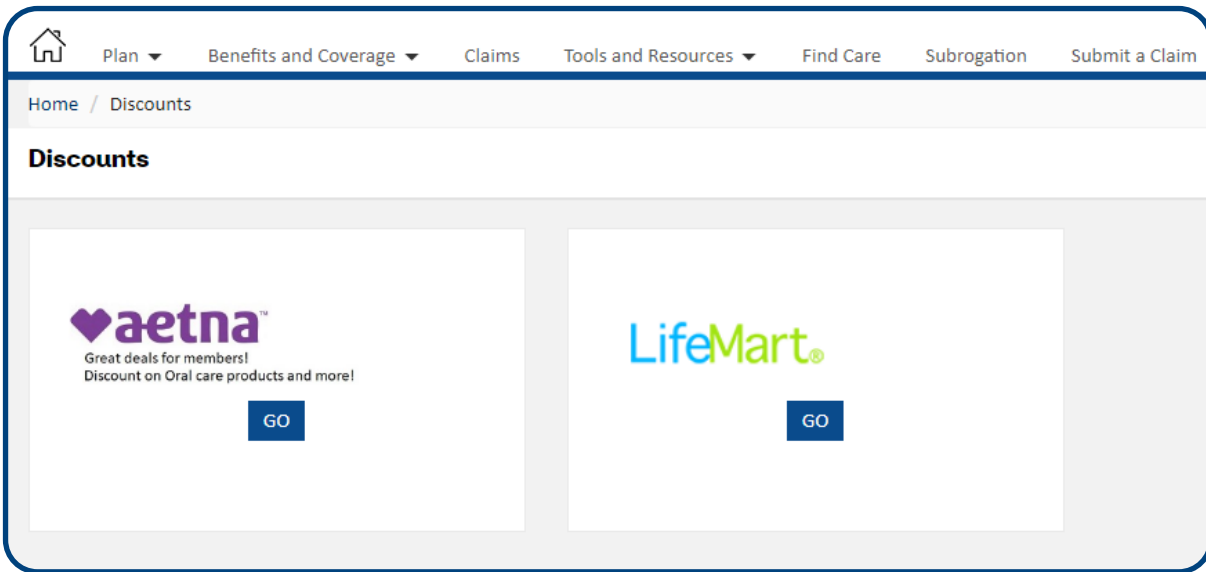 Plan Benefits and Coverage Claims Tools and Resources Find Care Subrogation Submit a Claim
Home / Discounts
Discounts
aetna™
Great deals for members!
Discount on Oral care products and more!
GO
LifeMart®
GO